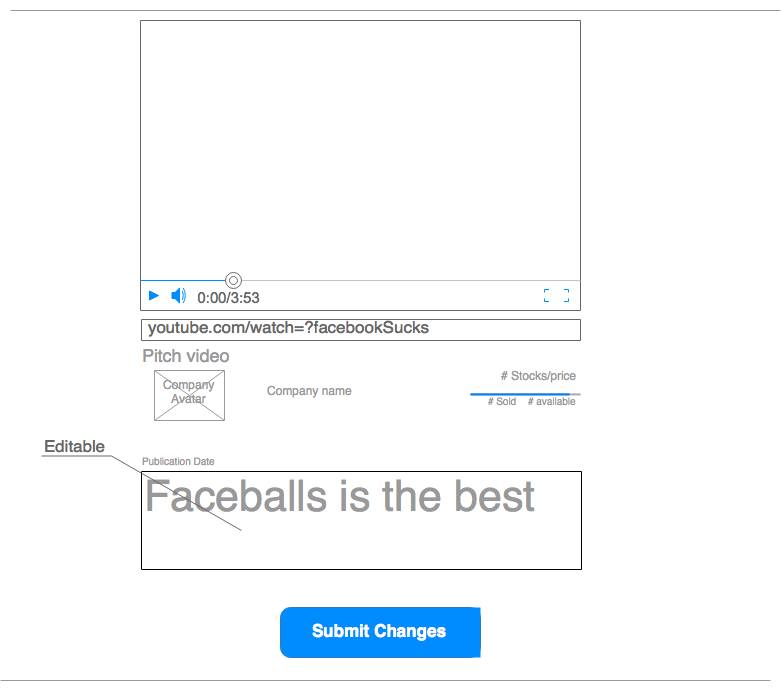 0:00/3:53
youtube.com/watch=?facebookSucks
Pitch video
Company
Avatar
Company name
# Stocks/price
# Sold # available
Editable
Publication Date
Faceballs is the best
Submit Changes